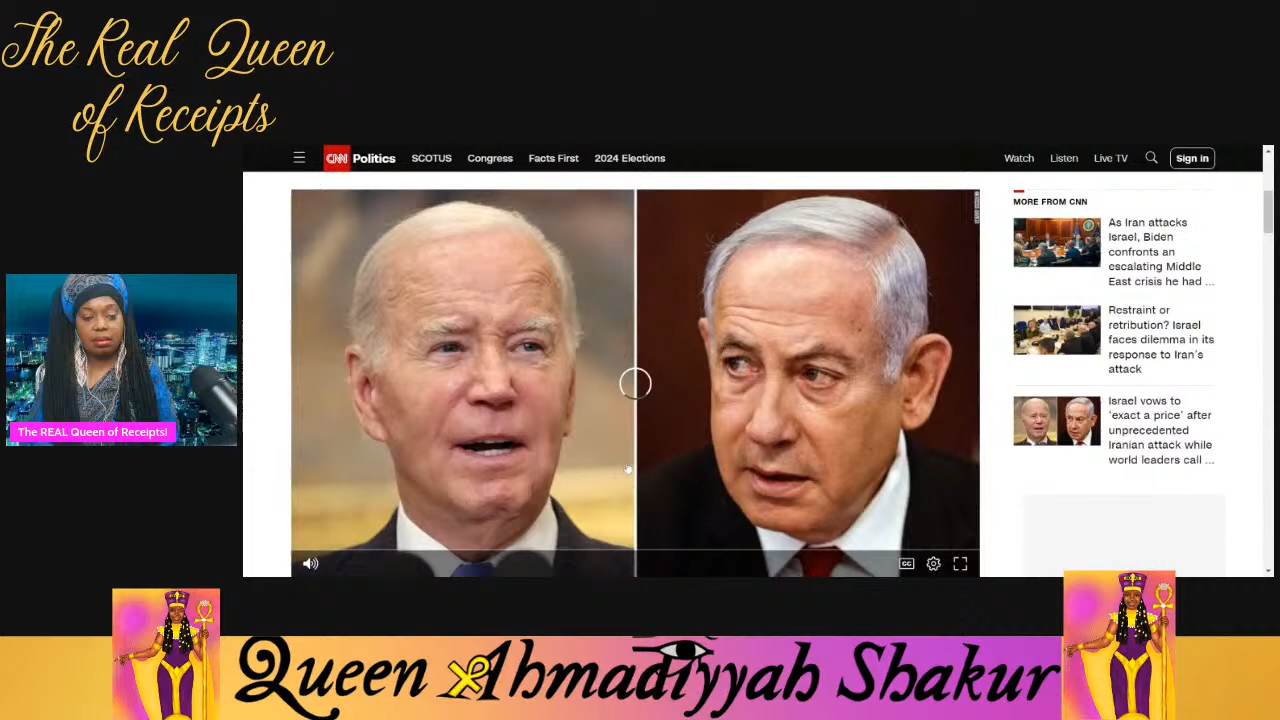 The Real Queen
of Receipts
CNN Politics SCOTUS Congress Facts First 2024 Elections Watch Listen Live TV Sign in
MORE FROM CNN
As Iran attacks
Israel, Biden
confronts an
escalating Middle
East crisis he had ...
Restraint or
retribution? Israel
faces dilemma in its
response to Iran's
attack
Israel vows to
‘exact a price’ after
unprecedented
Iranian attack while
world leaders call ...
The REAL Queen of Receipts!
CC
Queen Ahmadiyyah Shakur